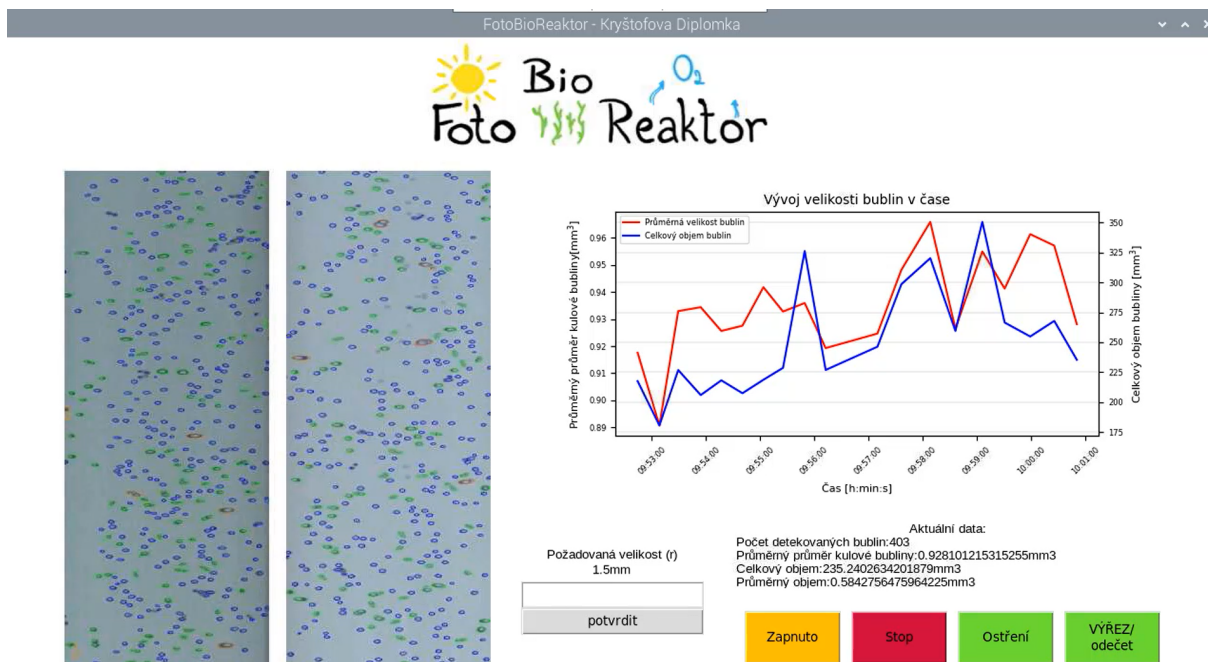 FotoBioReaktor - Kryštofova Diplomka
Bio O2
Foto Reaktor
Vývoj velikosti bublin v čase
Průměrná velikost bublin
Celkový objem bublin
Průměrný průměr kulové bubliny[mm³]
0.96
0.95
0.94
0.93
0.92
0.91
0.90
0.89
350
325
300
275
250
225
200
175
Celkový objem bubliny [mm³]
09:53:00 09:54:00 09:55:00 09:56:00 09:57:00 09:58:00 09:59:00 10:00:00 10:01:00
Čas [h:min:s]
Požadovaná velikost (r)
1.5mm
potvrdit
Aktuální data:
Počet detekovaných bublin:403
Průměrný průměr kulové bubliny:0.928101215315255mm3
Celkový objem:235.2402634201879mm3
Průměrný objem:0.5842756475964225mm3
Zapnuto
Stop
Ostření
VÝŘEZ/
odečet